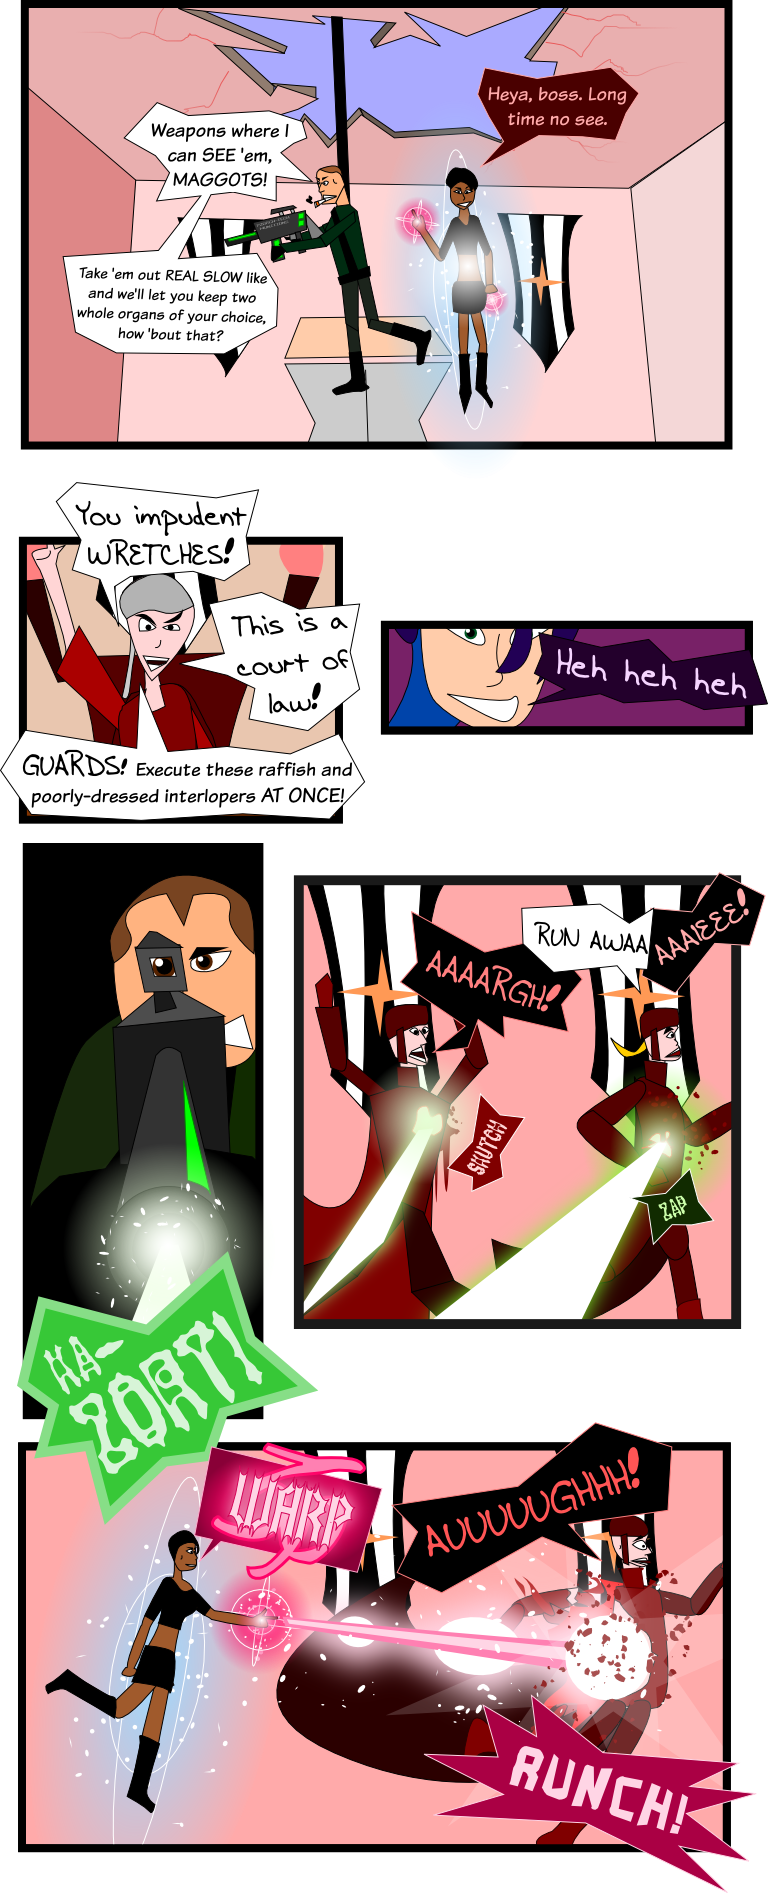 Heya, boss. Long
time no see.
Weapons where I
can SEE 'em,
MAGGOTS!
Take 'em out REAL SLOW like
and we'll let you keep two
whole organs of your choice,
how 'bout that?
You impudent
WRETCHES!
This is a
court of
law!
GUARDS! Execute these raffish and
poorly-dressed interlopers AT ONCE!
Heh heh heh
AAAARGH!
RUN AWAA
AAAIEEE!
SHUTCH
ZAP
KA-
ZORT!
WARP
AUUUUUGHHH!
RUNCH!